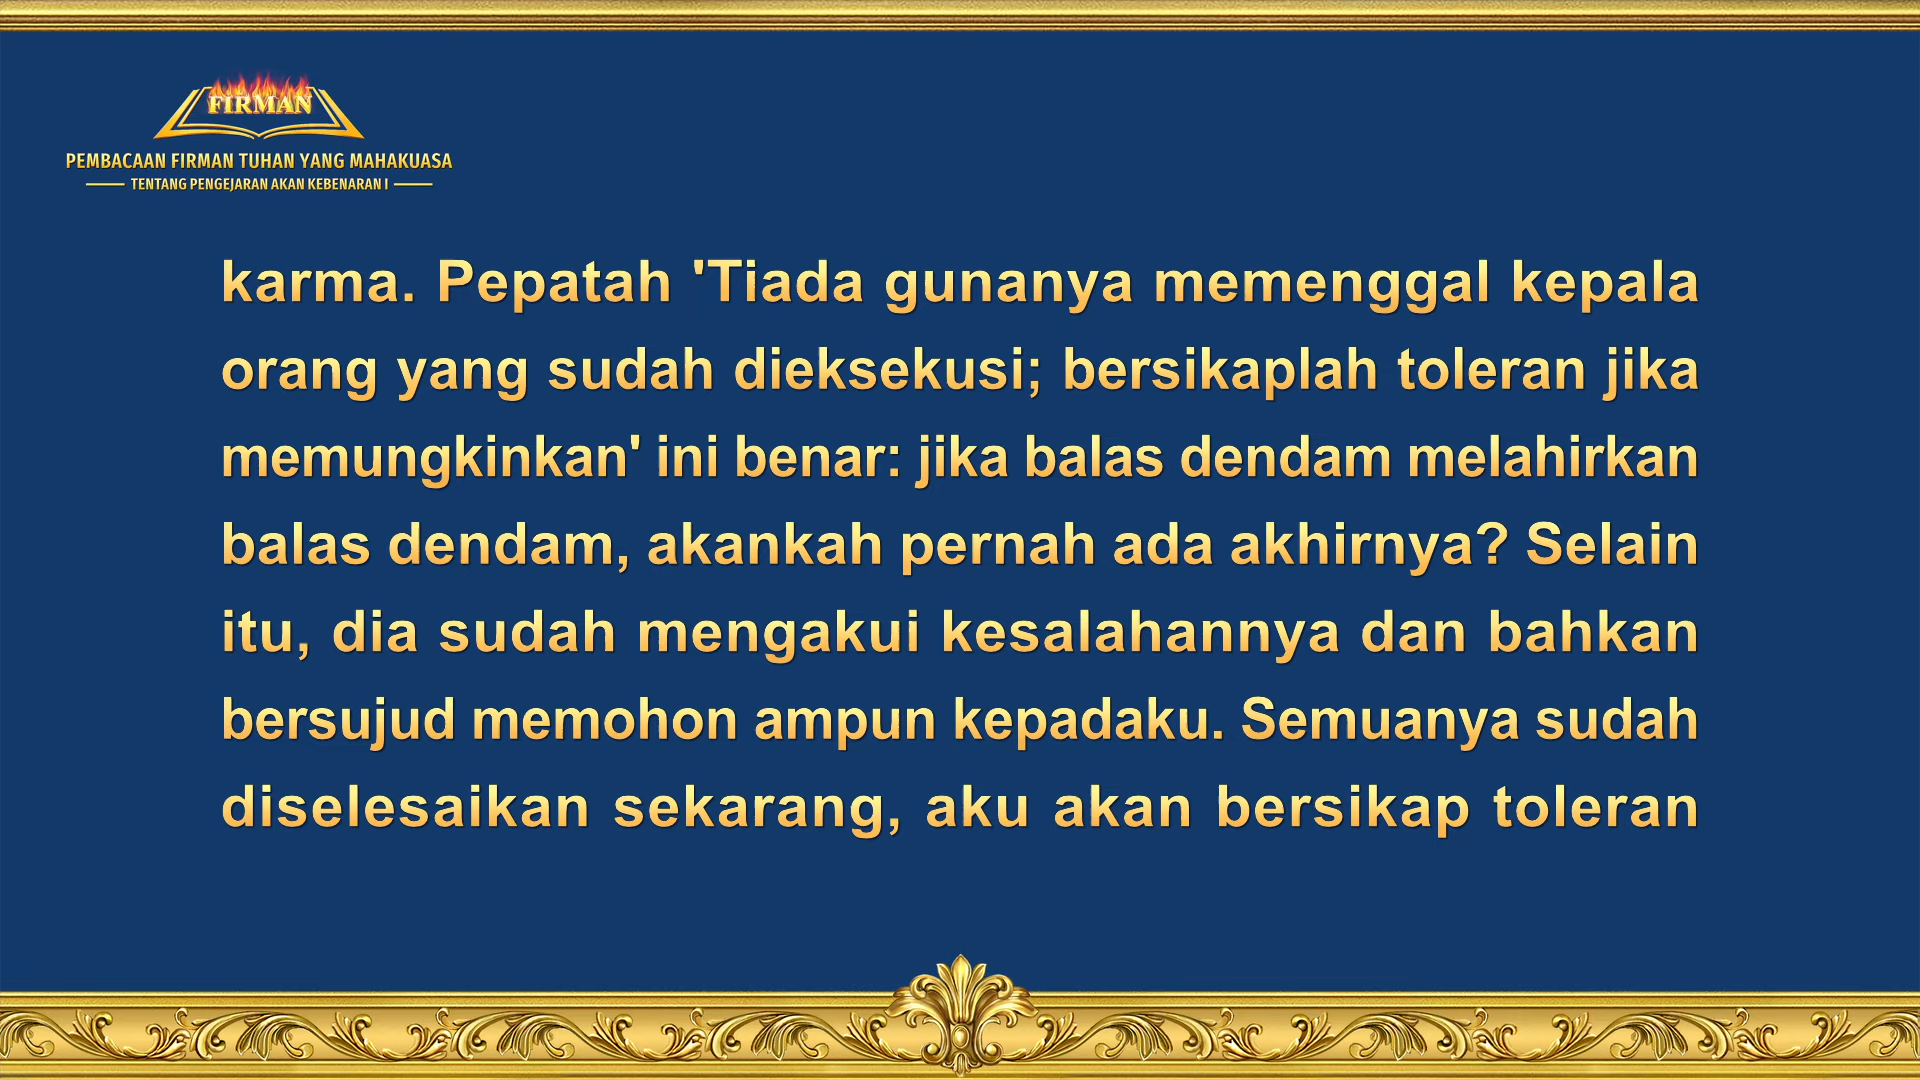 FIRMAN
PEMBACAAN FIRMAN TUHAN YANG MAHAKUASA
TENTANG PENGEJARAN AKAN KEBENARAN I
karma. Pepatah 'Tiada gunanya memenggal kepala
orang yang sudah dieksekusi; bersikaplah toleran jika
memungkinkan' ini benar: jika balas dendam melahirkan
balas dendam, akankah pernah ada akhirnya? Selain
itu, dia sudah mengakui kesalahannya dan bahkan
bersujud memohon ampun kepadaku. Semuanya sudah
diselesaikan sekarang, aku akan bersikap toleran